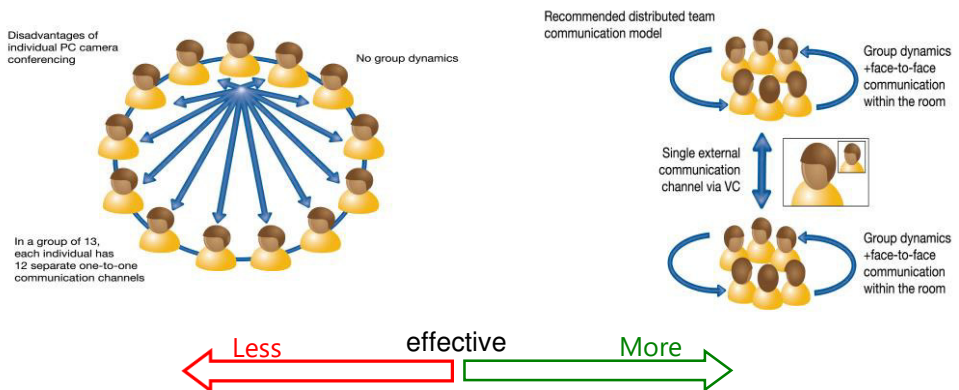 Disadvantages of
individual PC camera
conferencing
No group dynamics
In a group of 13,
each individual has
12 separate one-to-one
communication channels
Recommended distributed team
communication model
Group dynamics
+face-to-face
communication
within the room
Single external
communication
channel via VC
Group dynamics
+face-to-face
communication
within the room
Less
effective
More